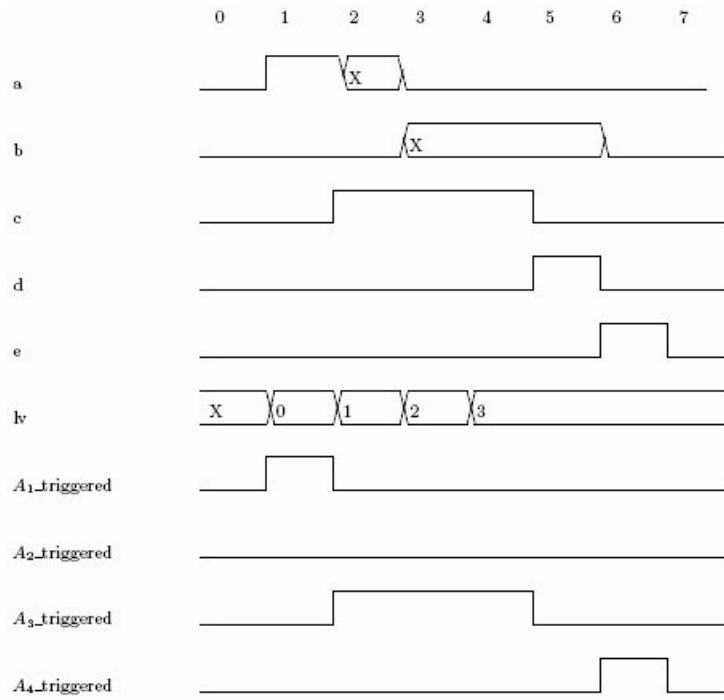 0 1 2 3 4 5 6 7
a X
b X
c
d
e
lv X 0 1 2 3
A₁_triggered
A₂_triggered
A₃_triggered
A₄_triggered